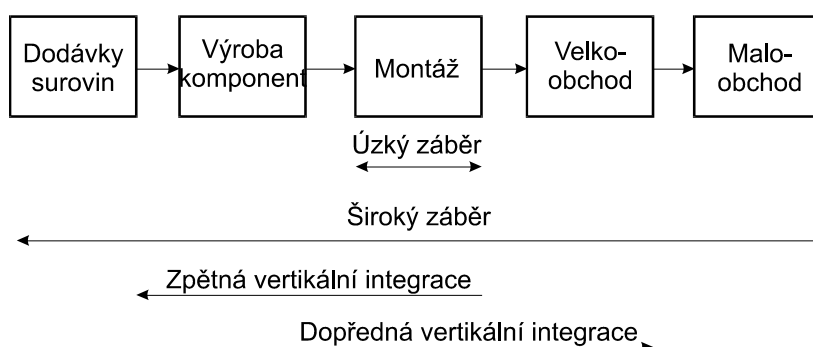 Dodávky
surovin
Výroba
komponent
Montáž
Velko-
obchod
Malo-
obchod
Úzký záběr
Široký záběr
Zpětná vertikální integrace
Dopředná vertikální integrace